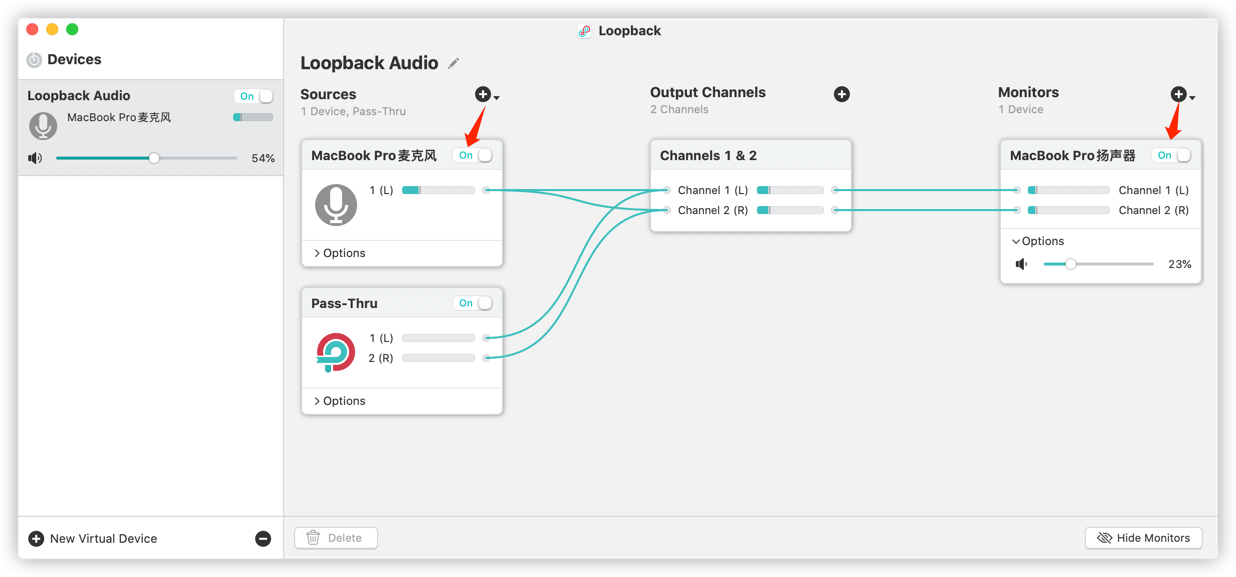 Loopback
Devices
Loopback Audio
On
MacBook Pro麦克风
54%
New Virtual Device
Loopback Audio
Sources
1 Device, Pass-Thru
MacBook Pro麦克风
On
1 (L)
Options
Pass-Thru
On
1 (L)
2 (R)
Options
Output Channels
2 Channels
Channels 1 & 2
Channel 1 (L)
Channel 2 (R)
Monitors
1 Device
MacBook Pro扬声器
On
Channel 1 (L)
Channel 2 (R)
Options
23%
Delete
Hide Monitors